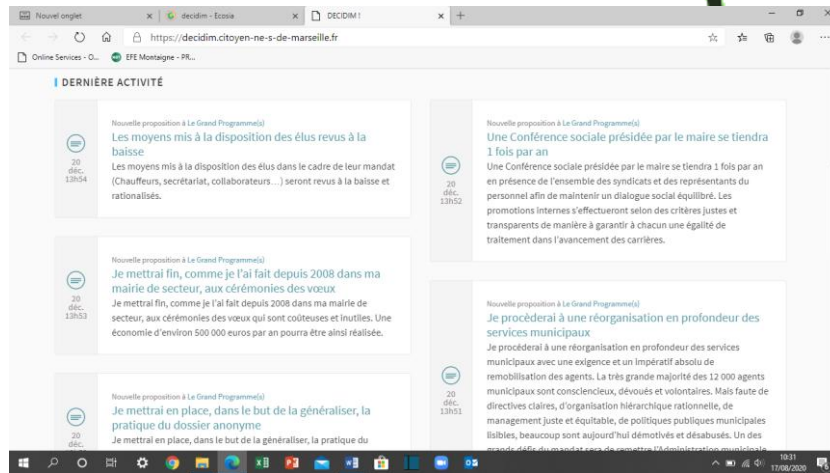 Nouvel onglet
decidim - Ecosia
DECIDIM !
https://decidim.citoyen-ne-s-de-marseille.fr
Online Services - O...
EFE Montaigne - PR...
DERNIÈRE ACTIVITÉ
20
déc.
13h54
Nouvelle proposition à Le Grand Programme(s)
Les moyens mis à la disposition des élus revus à la
baisse
Les moyens mis à la disposition des élus dans le cadre de leur mandat
(Chauffeurs, secrétariat, collaborateurs....) seront revus à la baisse et
rationalisés.
20
déc.
13h53
Nouvelle proposition à Le Grand Programme(s)
Je mettrai fin, comme je l'ai fait depuis 2008 dans ma
mairie de secteur, aux cérémonies des vœux
Je mettrai fin, comme je l'ai fait depuis 2008 dans ma mairie de
secteur, aux cérémonies des vœux qui sont coûteuses et inutiles. Une
économie d'environ 500 000 euros par an pourra être ainsi réalisée.
20
déc.
Nouvelle proposition à Le Grand Programme(s)
Je mettrai en place, dans le but de la généraliser, la
pratique du dossier anonyme
Je mettrai en place, dans le but de la généraliser, la pratique du
20
déc.
13h52
Nouvelle proposition à Le Grand Programme(s)
Une Conférence sociale présidée par le maire se tiendra
1 fois par an
Une Conférence sociale présidée par le maire se tiendra 1 fois par an
en présence de l'ensemble des syndicats et des représentants du
personnel afin de maintenir un dialogue social équilibré. Les
promotions internes s'effectueront selon des critères justes et
transparents de manière à garantir à chacun une égalité de
traitement dans l'avancement des carrières.
20
déc.
13h51
Nouvelle proposition à Le Grand Programme(s)
Je procèderai à une réorganisation en profondeur des
services municipaux
Je procéderai à une réorganisation en profondeur des services
municipaux avec une exigence et un impératif absolu de
remobilisation des agents. La très grande majorité des 12 000 agents
municipaux sont consciencieux, dévoués et volontaires. Mais faute de
directives claires, d'organisation hiérarchique rationnelle, de
management juste et équitable, de politiques publiques municipales
lisibles, beaucoup sont aujourd'hui démotivés et désabusés. Un des
grands défis du mandat sera de remettre l'Administration municipale
10:31
17/08/2020